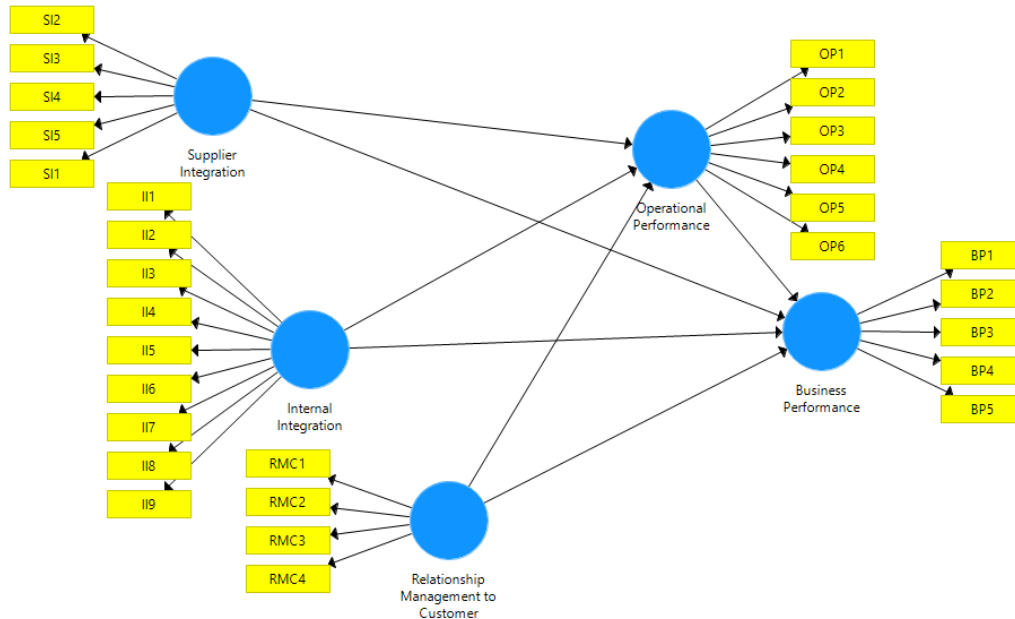 SI2
SI3
SI4
SI5
SI1
Supplier
Integration
II1
II2
II3
II4
II5
II6
II7
II8
II9
Internal
Integration
RMC1
RMC2
RMC3
RMC4
Relationship
Management to
Customer
OP1
OP2
OP3
OP4
OP5
OP6
Operational
Performance
BP1
BP2
BP3
BP4
BP5
Business
Performance